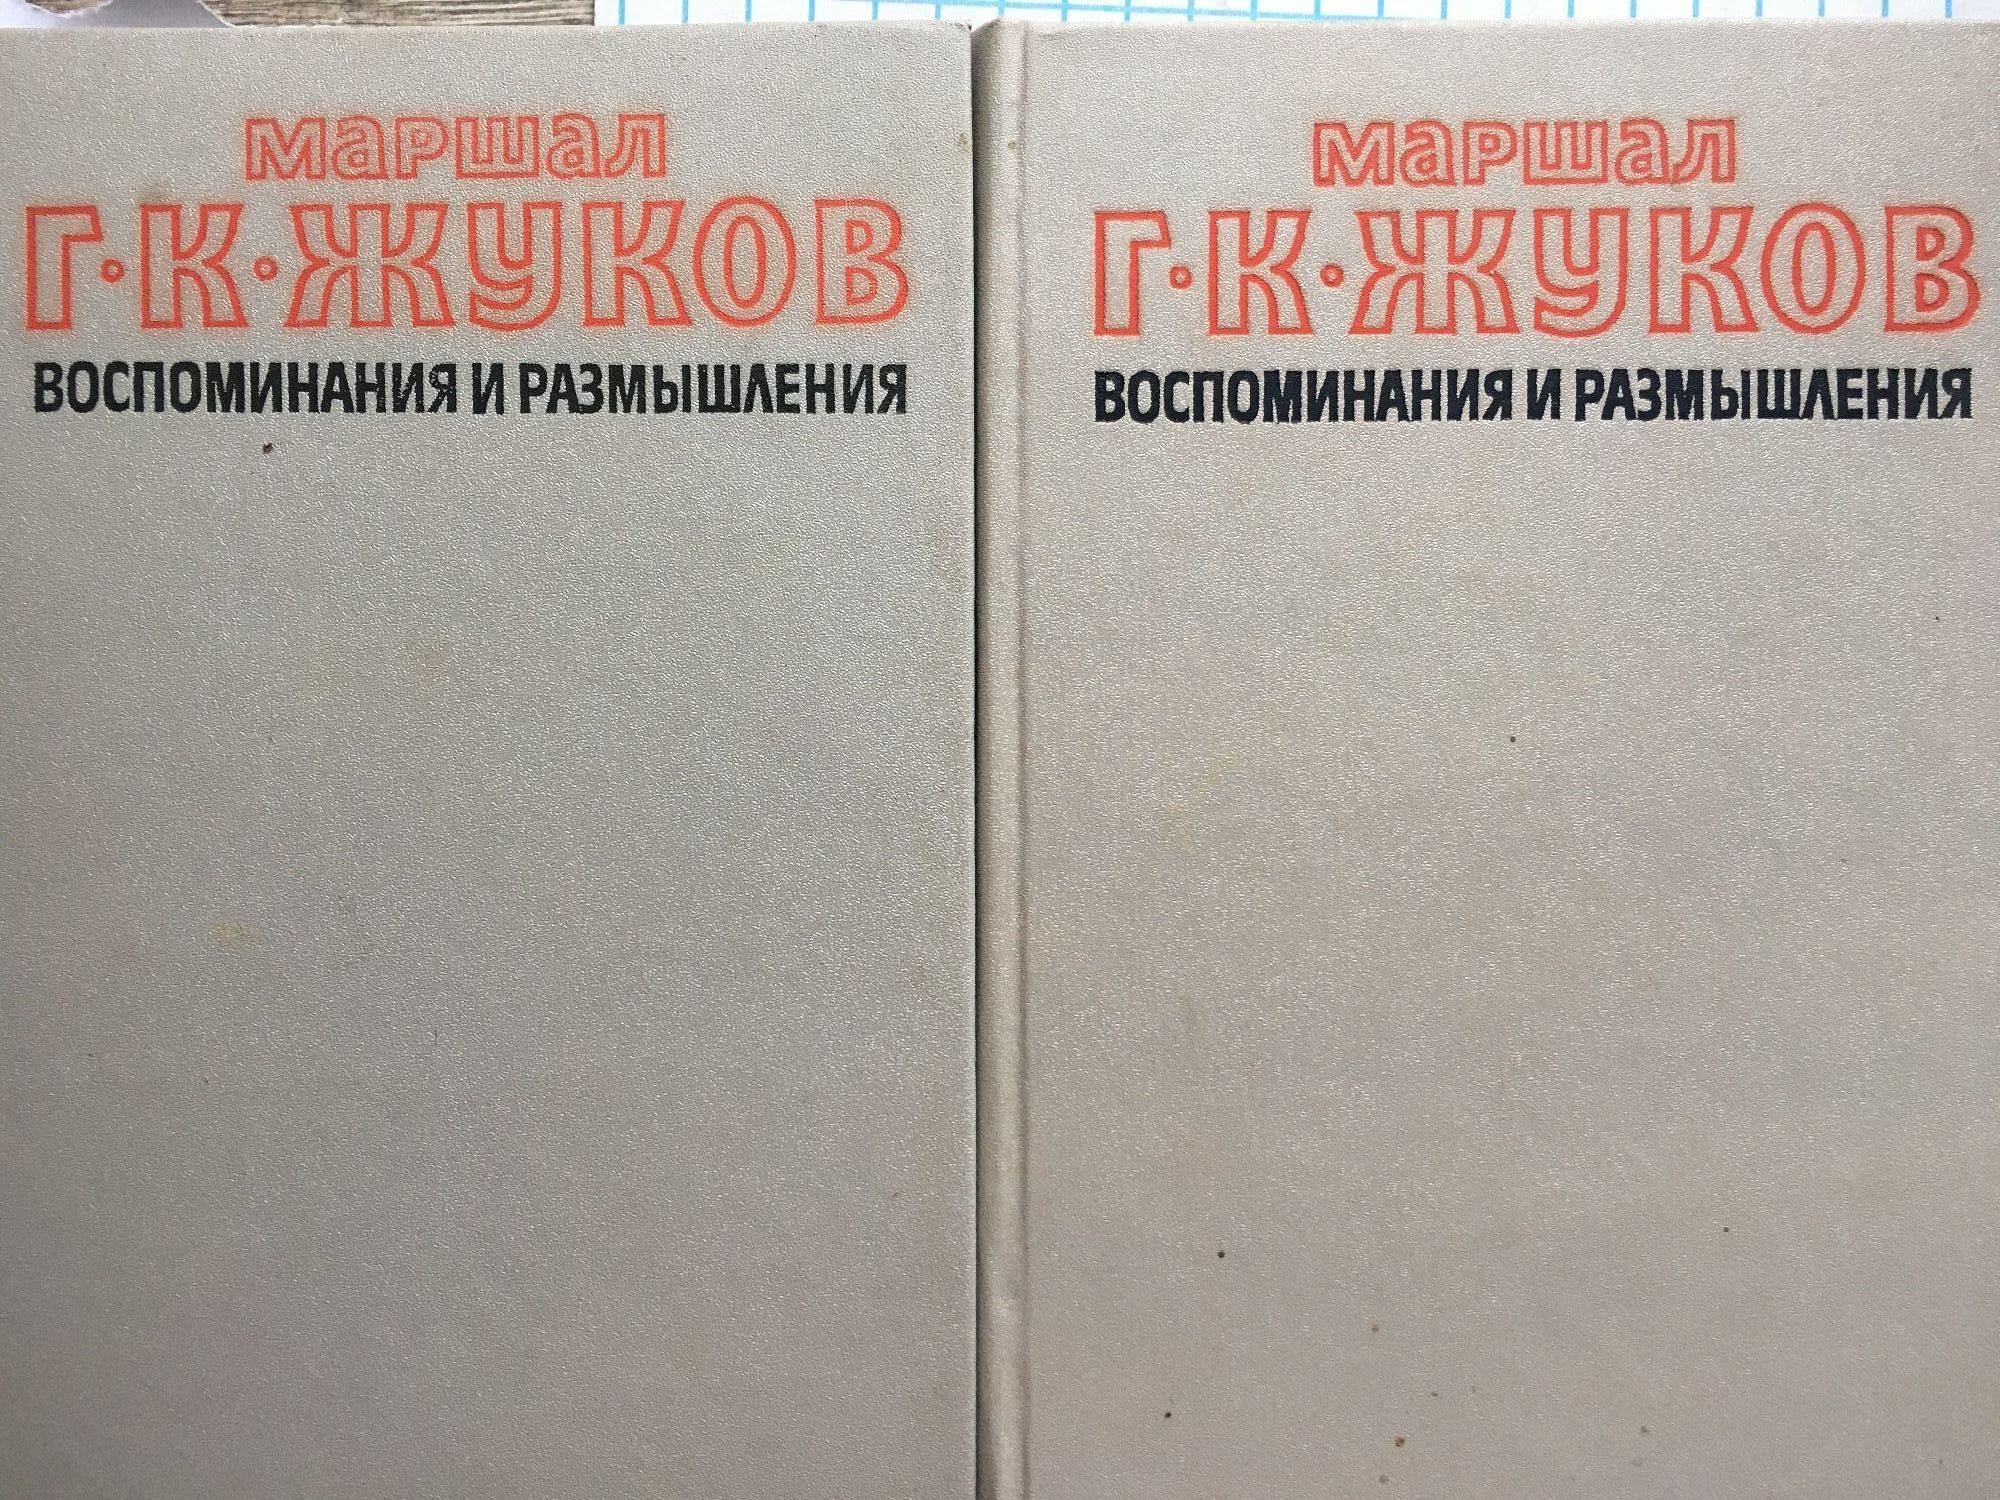 Маршал
Г·К·ЖУКОВ
ВОСПОМИНАНИЯ И РАЗМЫШЛЕНИЯ
Маршал
Г·К·ЖУКОВ
ВОСПОМИНАНИЯ И РАЗМЫШЛЕНИЯ